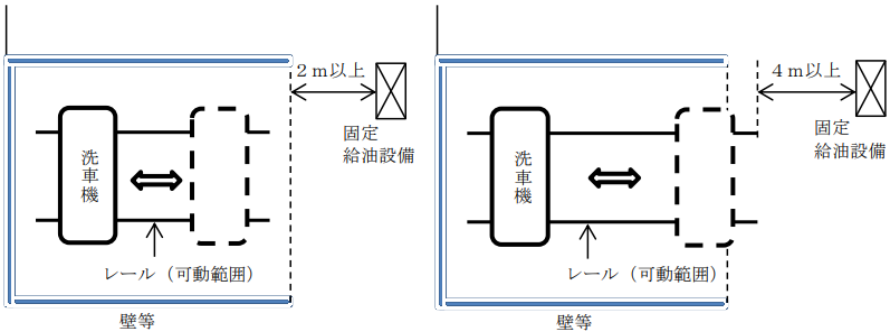 2m以上
固定
給油設備
洗車機
レール（可動範囲）
壁等
4m以上
固定
給油設備
洗車機
レール（可動範囲）
壁等